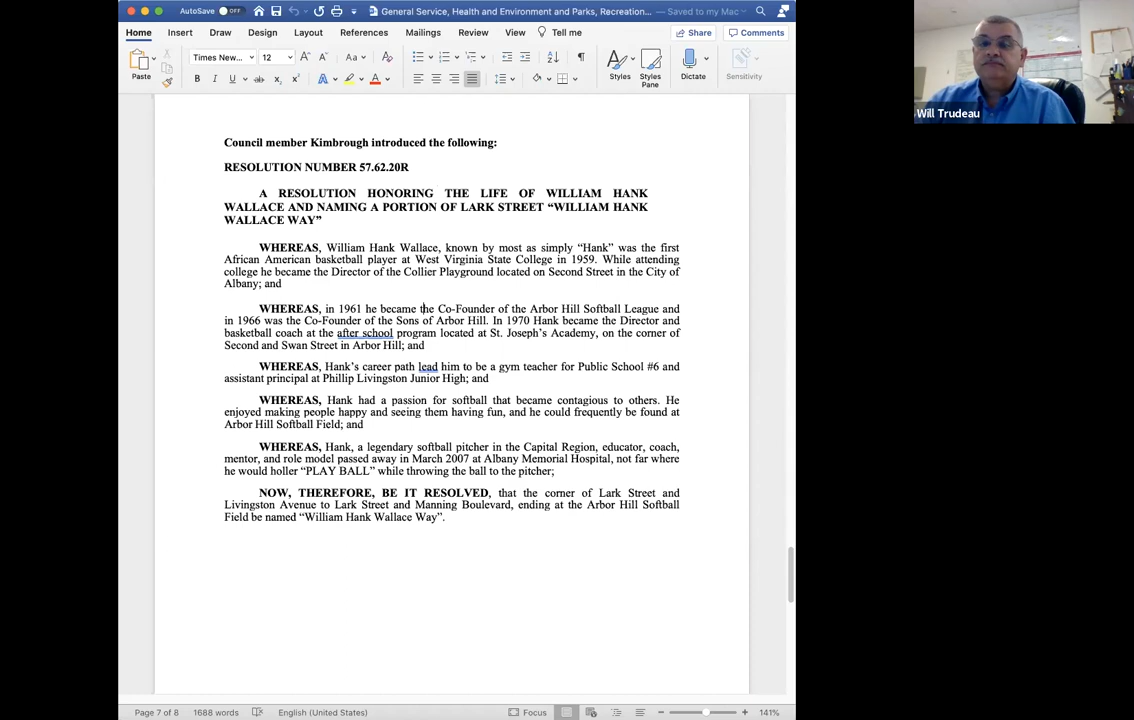 AutoSave OFF General Service, Health and Environment and Parks, Recreation... — Saved to my Mac
Home Insert Draw Design Layout References Mailings Review View Tell me Share Comments
Times New... 12 A A Aa A
Paste B I U ab x₂ x² A A Styles Styles Pane Dictate Sensitivity
Will Trudeau
Council member Kimbrough introduced the following:
RESOLUTION NUMBER 57.62.20R
A RESOLUTION HONORING THE LIFE OF WILLIAM HANK
WALLACE AND NAMING A PORTION OF LARK STREET “WILLIAM HANK
WALLACE WAY”
WHEREAS, William Hank Wallace, known by most as simply “Hank” was the first
African American basketball player at West Virginia State College in 1959. While attending
college he became the Director of the Collier Playground located on Second Street in the City of
Albany; and
WHEREAS, in 1961 he became the Co-Founder of the Arbor Hill Softball League and
in 1966 was the Co-Founder of the Sons of Arbor Hill. In 1970 Hank became the Director and
basketball coach at the after school program located at St. Joseph’s Academy, on the corner of
Second and Swan Street in Arbor Hill; and
WHEREAS, Hank’s career path lead him to be a gym teacher for Public School #6 and
assistant principal at Phillip Livingston Junior High; and
WHEREAS, Hank had a passion for softball that became contagious to others. He
enjoyed making people happy and seeing them having fun, and he could frequently be found at
Arbor Hill Softball Field; and
WHEREAS, Hank, a legendary softball pitcher in the Capital Region, educator, coach,
mentor, and role model passed away in March 2007 at Albany Memorial Hospital, not far where
he would holler “PLAY BALL” while throwing the ball to the pitcher;
NOW, THEREFORE, BE IT RESOLVED, that the corner of Lark Street and
Livingston Avenue to Lark Street and Manning Boulevard, ending at the Arbor Hill Softball
Field be named “William Hank Wallace Way”.
Page 7 of 8 1688 words English (United States) Focus 141%